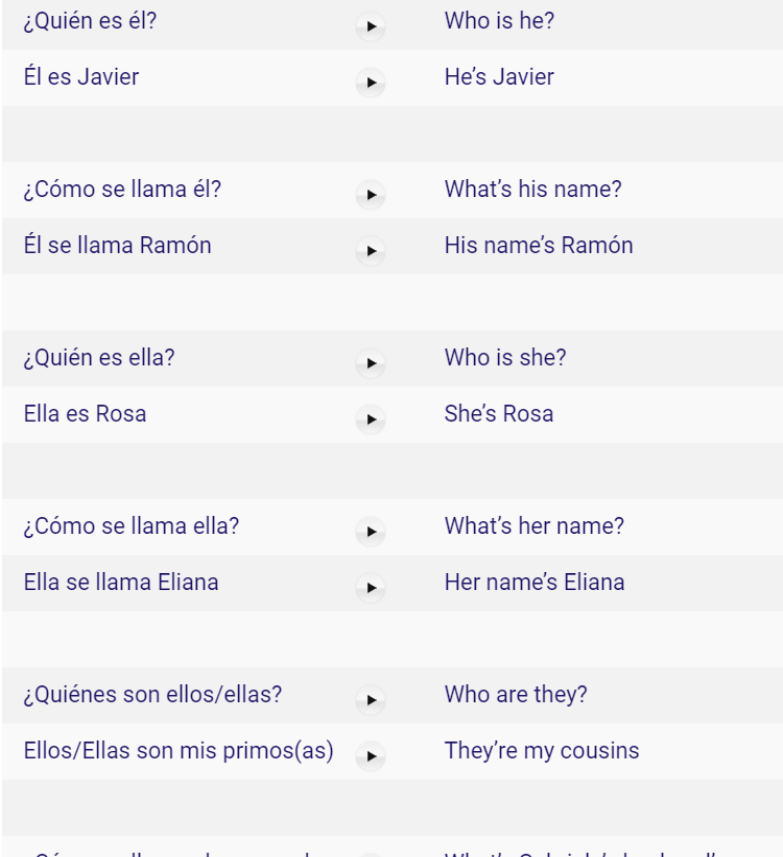 ¿Quién es él? Who is he?
Él es Javier He’s Javier
¿Cómo se llama él? What’s his name?
Él se llama Ramón His name’s Ramón
¿Quién es ella? Who is she?
Ella es Rosa She’s Rosa
¿Cómo se llama ella? What’s her name?
Ella se llama Eliana Her name’s Eliana
¿Quiénes son ellos/ellas? Who are they?
Ellos/Ellas son mis primos(as) They’re my cousins